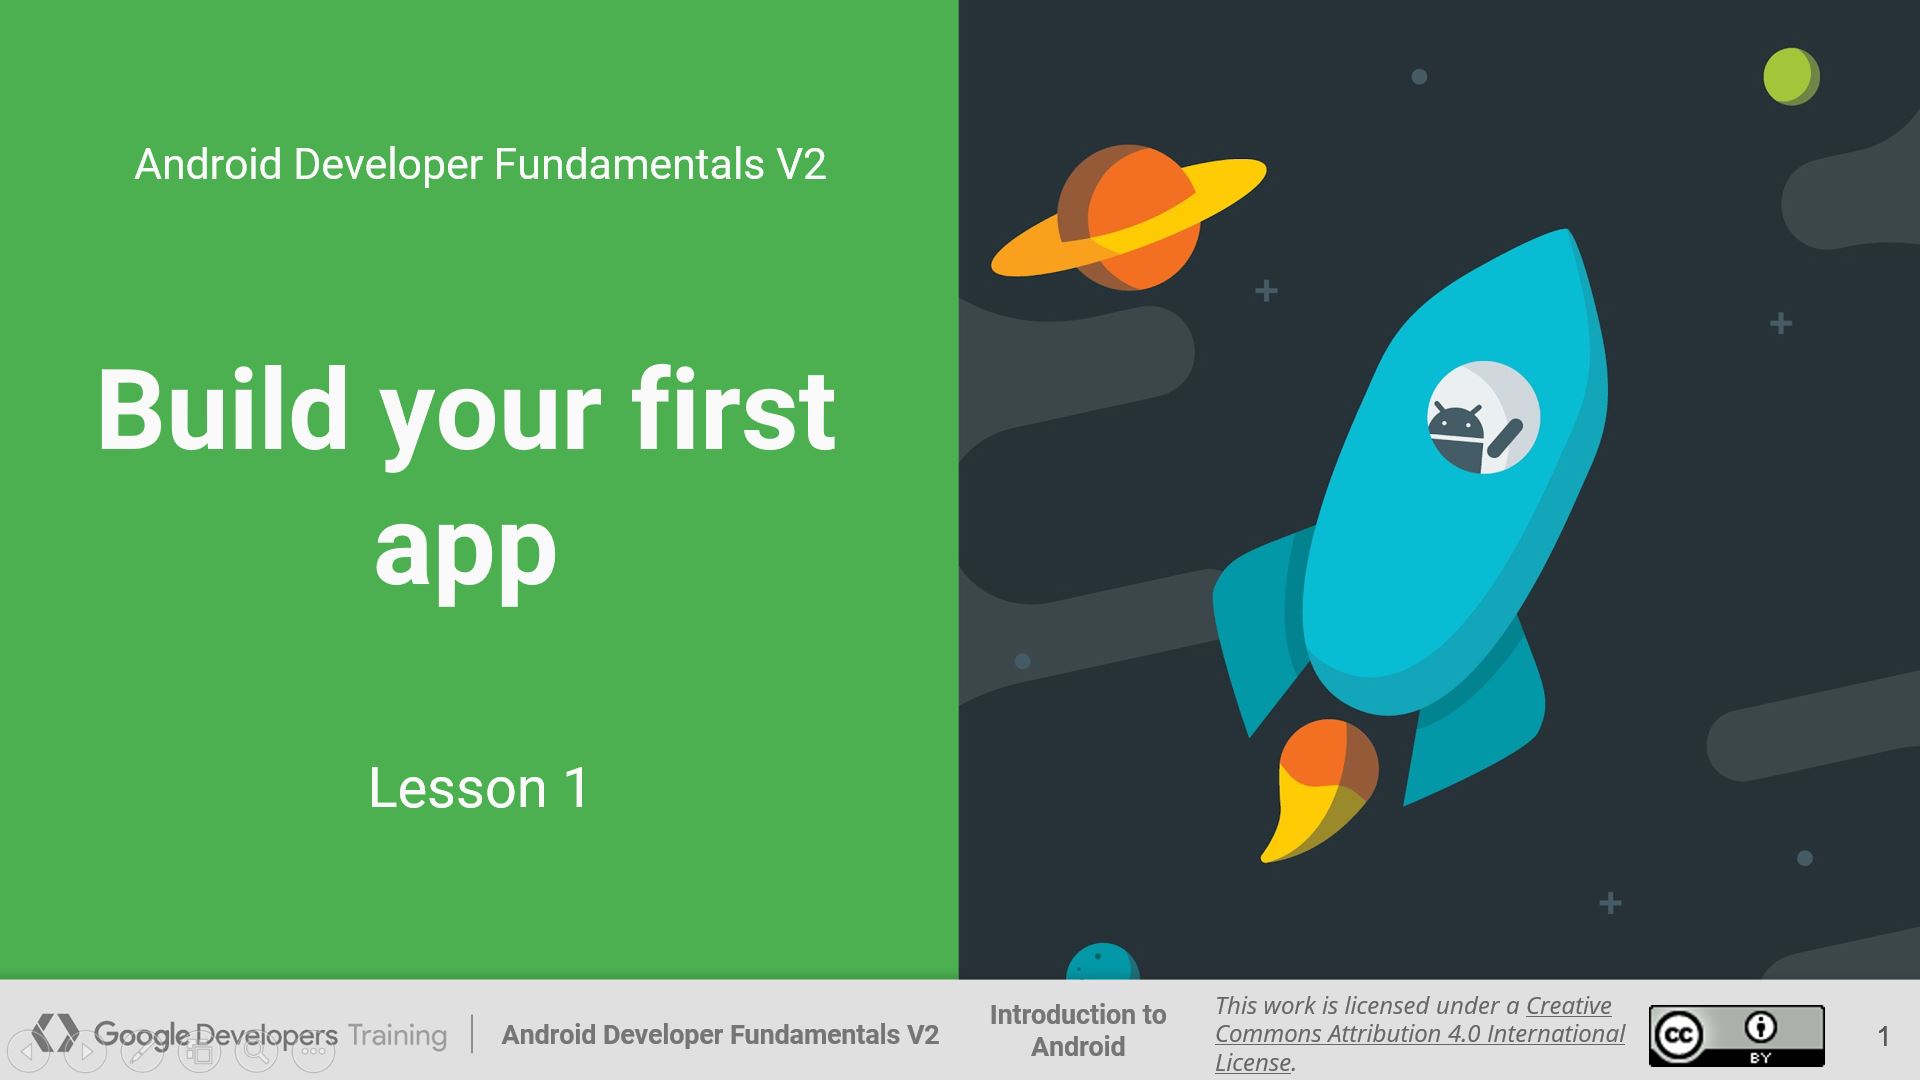 Android Developer Fundamentals V2
Build your first
app
Lesson 1
Google Developers Training
Android Developer Fundamentals V2
Introduction to
Android
This work is licensed under a Creative
Commons Attribution 4.0 International
License.
cc
BY
1